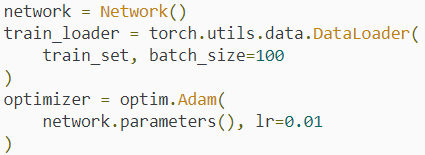 network = Network()
train_loader = torch.utils.data.DataLoader(
    train_set, batch_size=100
)
optimizer = optim.Adam(
    network.parameters(), lr=0.01
)